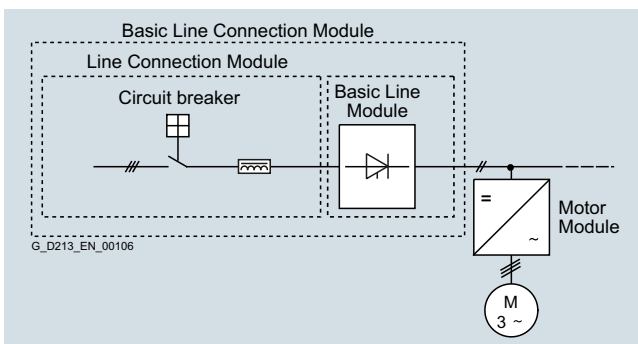 Basic Line Connection Module
Line Connection Module
Circuit breaker
Basic Line
Module
=
~
Motor
Module
G_D213_EN_00106
M
3 ~